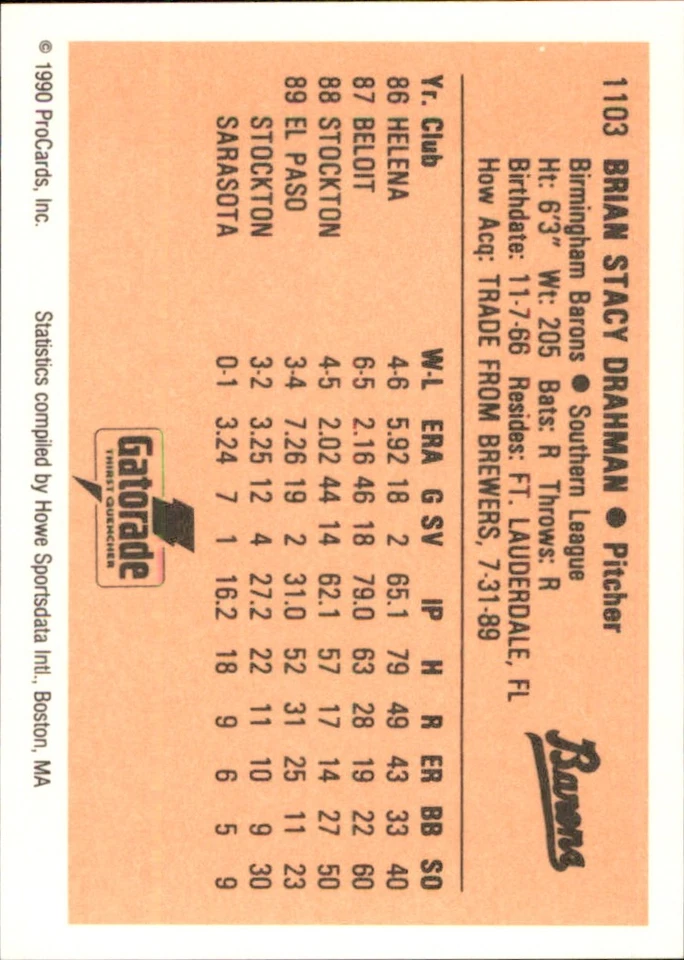 1103 BRIAN STACY DRAHMAN ● Pitcher
Birmingham Barons ● Southern League
Ht: 6'3" Wt: 205 Bats: R Throws: R
Birthdate: 11-7-66 Resides: FT. LAUDERDALE, FL
How Acq: TRADE FROM BREWERS, 7-31-89
Barons
Yr. Club W-L ERA G SV IP H R ER BB SO
86 HELENA 4-6 5.92 18 2 65.1 79 49 43 33 40
87 BELOIT 6-5 2.16 46 18 79.0 63 28 19 22 60
88 STOCKTON 4-5 2.02 44 14 62.1 57 17 14 27 50
89 EL PASO 3-4 7.26 19 2 31.0 52 31 25 11 23
STOCKTON 3-2 3.25 12 4 27.2 22 11 10 9 30
SARASOTA 0-1 3.24 7 1 16.2 18 9 6 5 9
Gatorade
THIRST QUENCHER
© 1990 ProCards, Inc. Statistics compiled by Howe Sportsdata Intl., Boston, MA